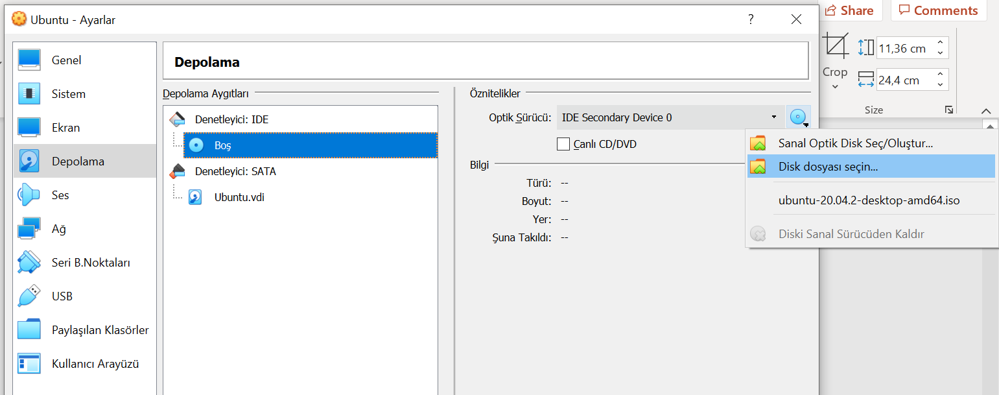 Ubuntu - Ayarlar
?
Share
Comments
Genel
Sistem
Ekran
Depolama
Ses
Ağ
Seri B.Noktaları
USB
Paylaşılan Klasörler
Kullanıcı Arayüzü
Depolama
Depolama Aygıtları
Denetleyici: IDE
Boş
Denetleyici: SATA
Ubuntu.vdi
Öznitelikler
Optik Sürücü: IDE Secondary Device 0
Canlı CD/DVD
Bilgi
Türü: --
Boyut: --
Yer: --
Şuna Takıldı: --
Sanal Optik Disk Seç/Oluştur...
Disk dosyası seçin...
ubuntu-20.04.2-desktop-amd64.iso
Diski Sanal Sürücüden Kaldır
Crop
11,36 cm
24,4 cm
Size